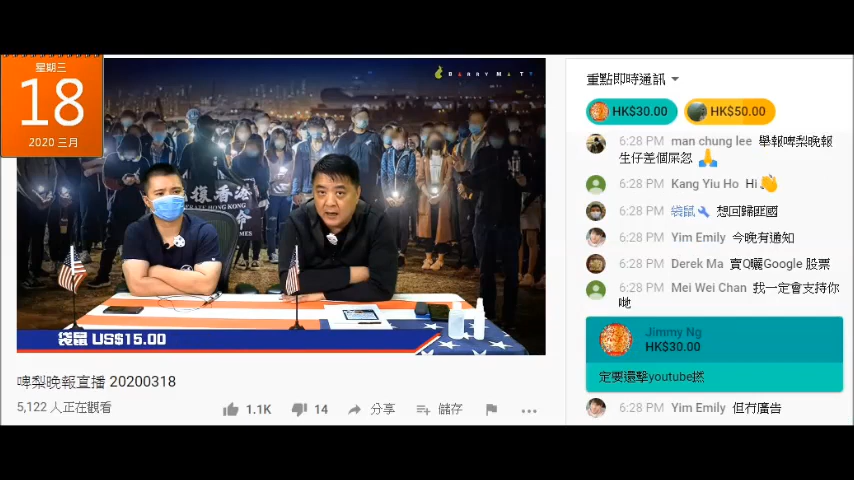 星期三
18
2020 三月
BARRYMATT
復香港
命
袋鼠 US$15.00
啤梨晚報直播 20200318
5,122 人正在觀看
1.1K
14
分享
儲存
重點即時通訊
HK$30.00
HK$50.00
6:28 PM man chung lee 舉報啤梨晚報
生仔差個屎忽 🙏
6:28 PM Kang Yiu Ho Hi 👋
6:28 PM 袋鼠 想回歸匪國
6:28 PM Yim Emily 今晚有通知
6:28 PM Derek Ma 賣Q曬Google 股票
6:28 PM Mei Wei Chan 我一定會支持你
哋
Jimmy Ng
HK$30.00
定要還擊youtube撚
6:28 PM Yim Emily 但冇廣告